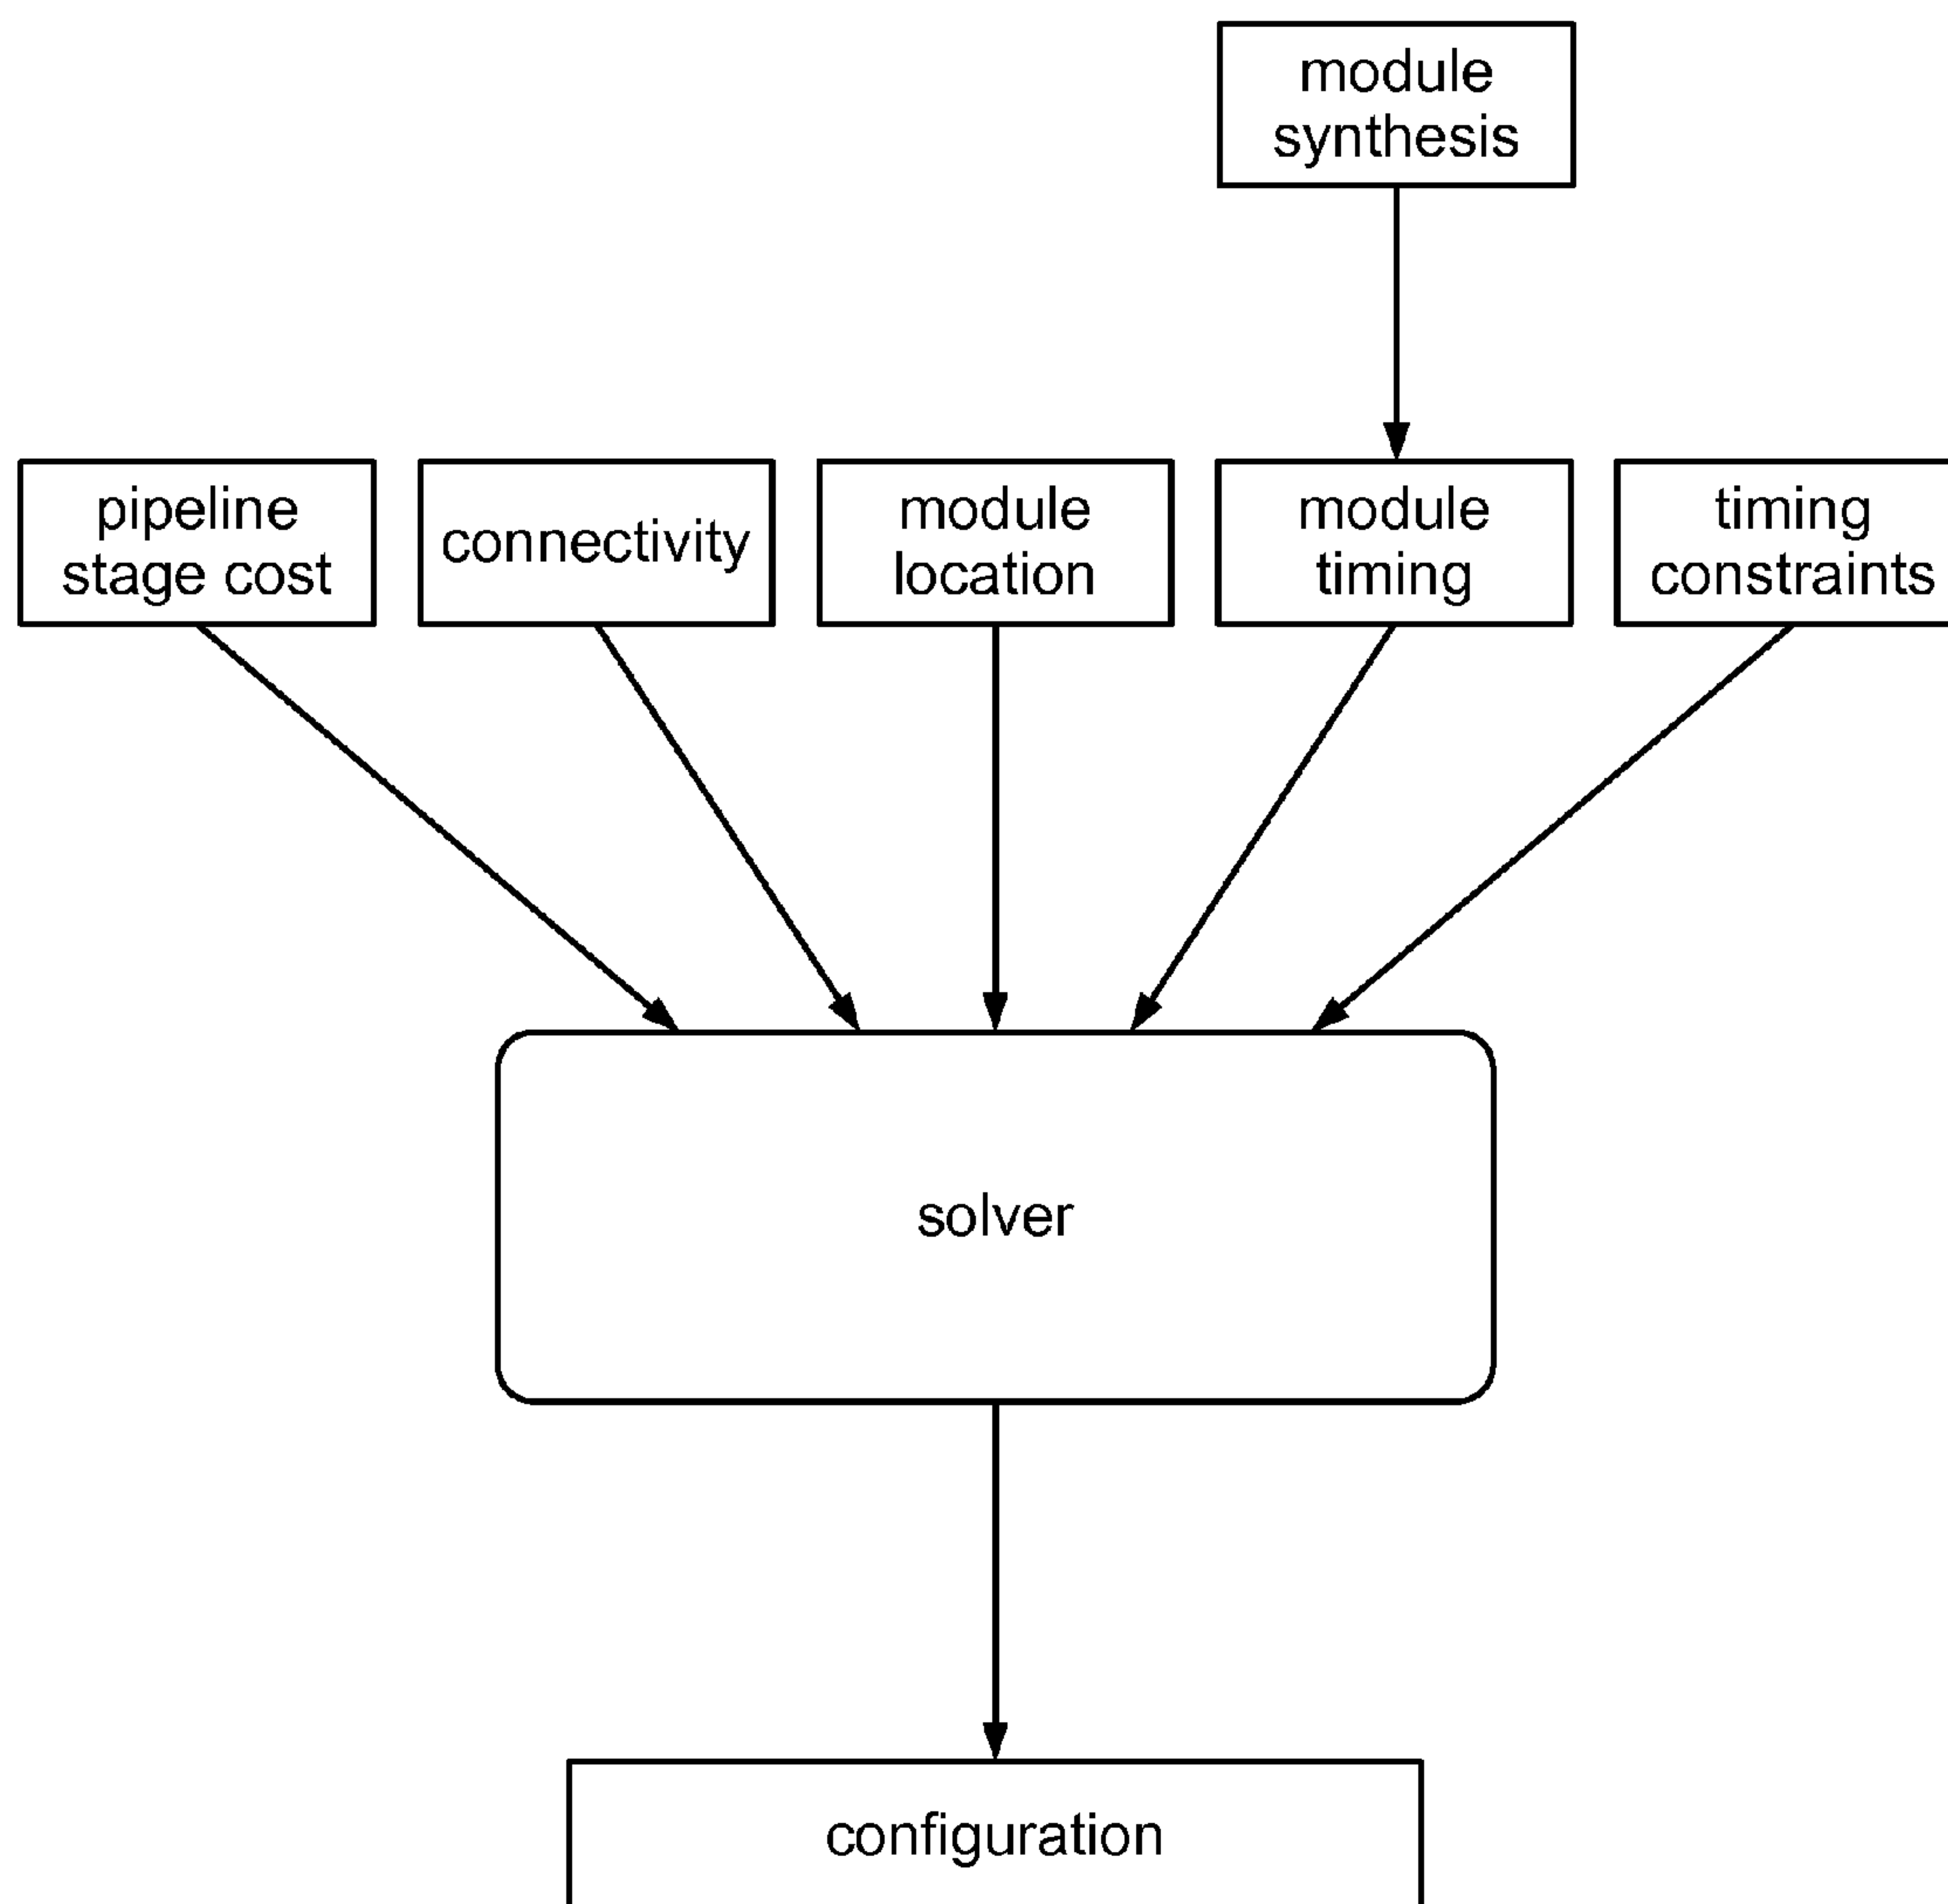 module
synthesis
pipeline
stage cost
connectivity
module
location
module
timing
timing
constraints
solver
configuration